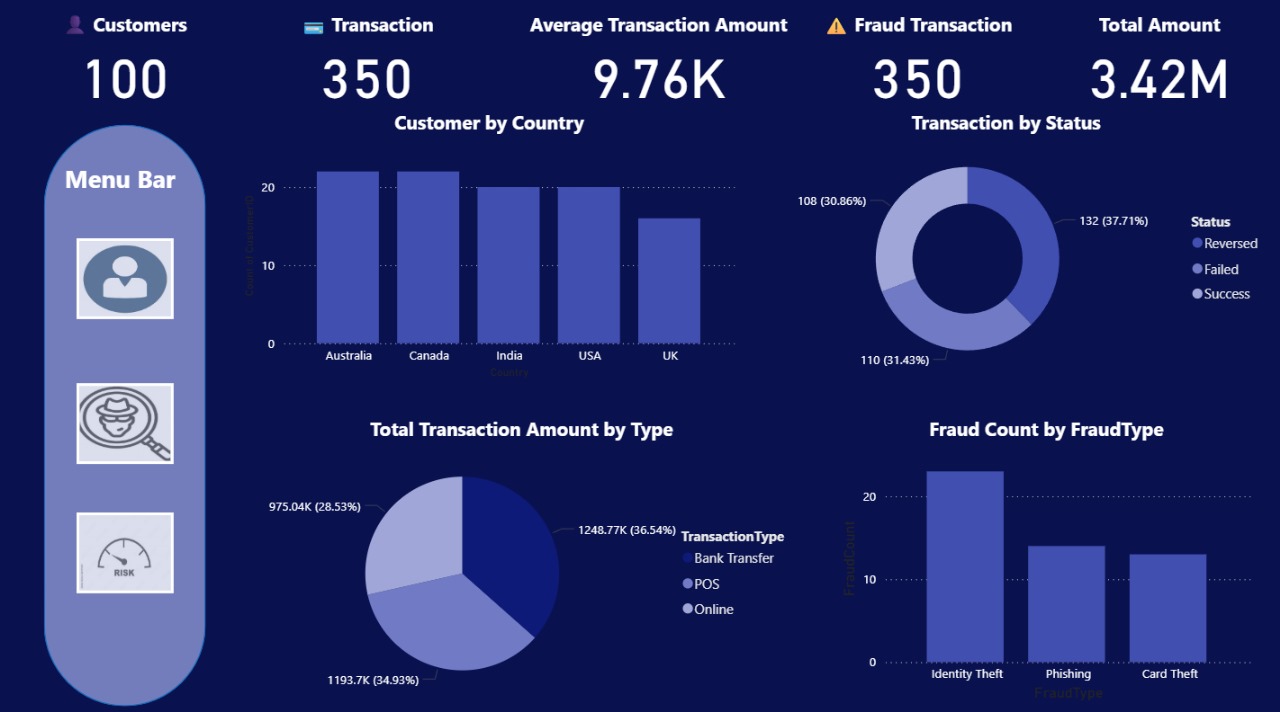 Customers
100
Transaction
350
Average Transaction Amount
9.76K
Fraud Transaction
350
Total Amount
3.42M
Menu Bar
RISK
Customer by Country
Count of CustomerID
20
10
0
Australia
Canada
India
USA
UK
Country
Transaction by Status
108 (30.86%)
132 (37.71%)
110 (31.43%)
Status
Reversed
Failed
Success
Total Transaction Amount by Type
975.04K (28.53%)
1248.77K (36.54%)
1193.7K (34.93%)
TransactionType
Bank Transfer
POS
Online
Fraud Count by FraudType
FraudCount
20
10
0
Identity Theft
Phishing
Card Theft
FraudType